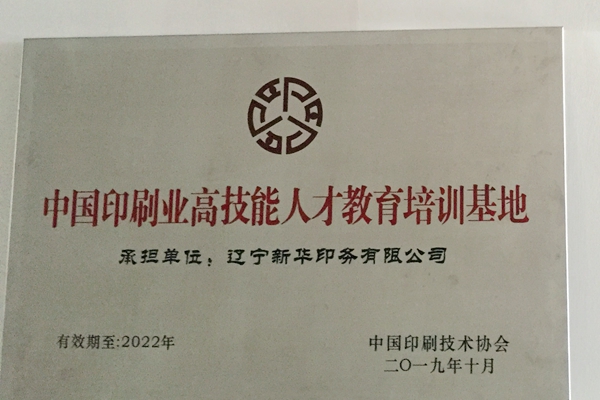 中国印刷业高技能人才教育培训基地
承担单位：辽宁新华印务有限公司
有效期至:2022年
中国印刷技术协会
二〇一九年十月